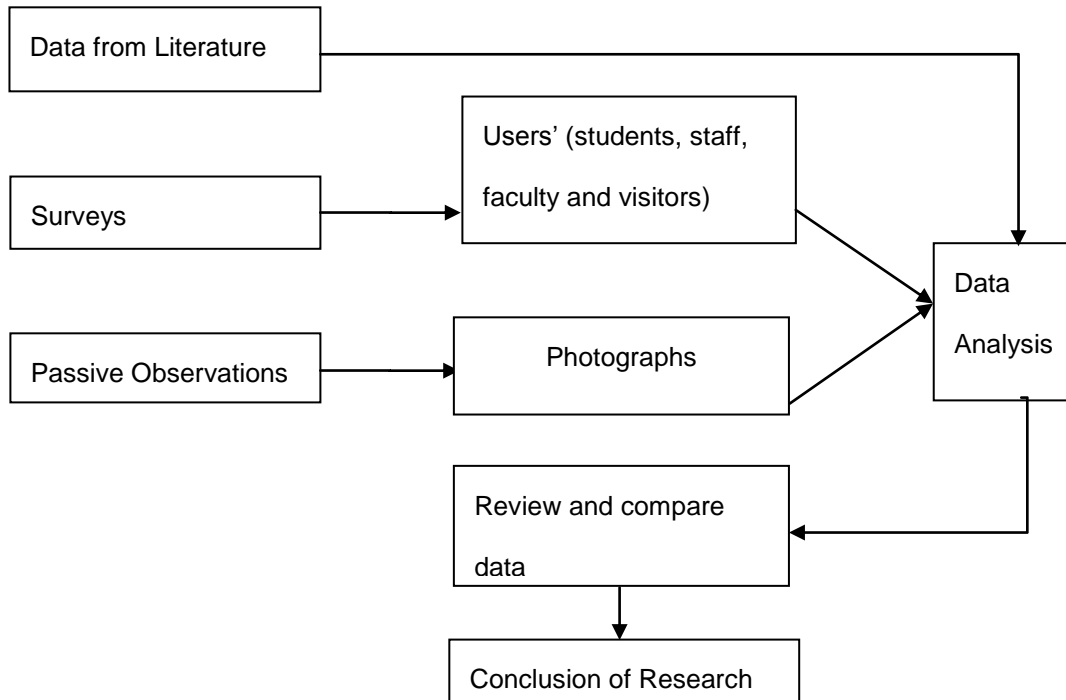 Data from Literature
Users’ (students, staff,
faculty and visitors)
Surveys
Data
Analysis
Passive Observations
Photographs
Review and compare
data
Conclusion of Research